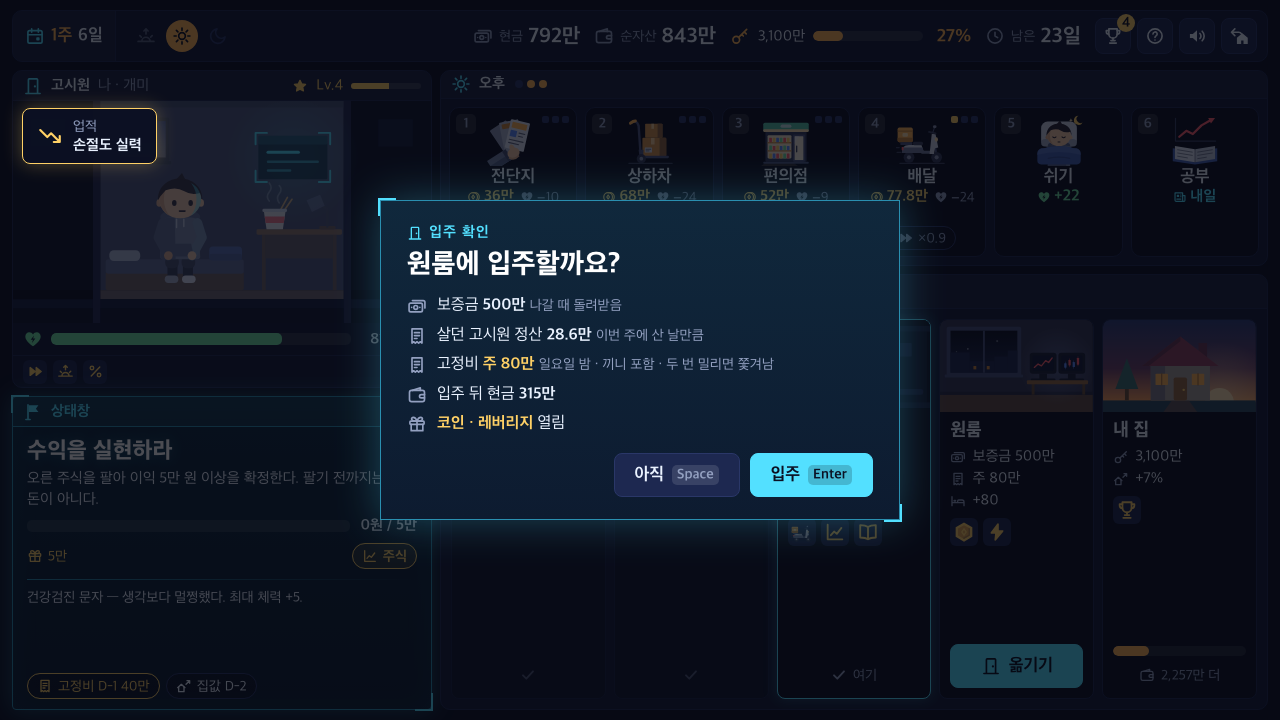 1주 6일
현금 792만
순자산 843만
3,100만
27%
남은 23일
4
고시원 나 · 개미
Lv.4
오후
업적
손절도 실력
1
전단지
36만 −10
2
상하차
68만 −24
3
편의점
52만 −9
4
배달
77.8만 −24
×0.9
5
쉬기
+22
6
공부
내일
입주 확인
원룸에 입주할까요?
보증금 500만 나갈 때 돌려받음
살던 고시원 정산 28.6만 이번 주에 산 날만큼
고정비 주 80만 일요일 밤 · 끼니 포함 · 두 번 밀리면 쫓겨남
입주 뒤 현금 315만
코인 · 레버리지 열림
아직 Space
입주 Enter
상태창
수익을 실현하라
오른 주식을 팔아 이익 5만 원 이상을 확정한다. 팔기 전까지는
돈이 아니다.
0원 / 5만
5만
주식
건강검진 문자 — 생각보다 멀쩡했다. 최대 체력 +5.
고정비 D-1 40만
집값 D-2
여기
원룸
보증금 500만
주 80만
+80
옮기기
내 집
3,100만
+7%
2,257만 더